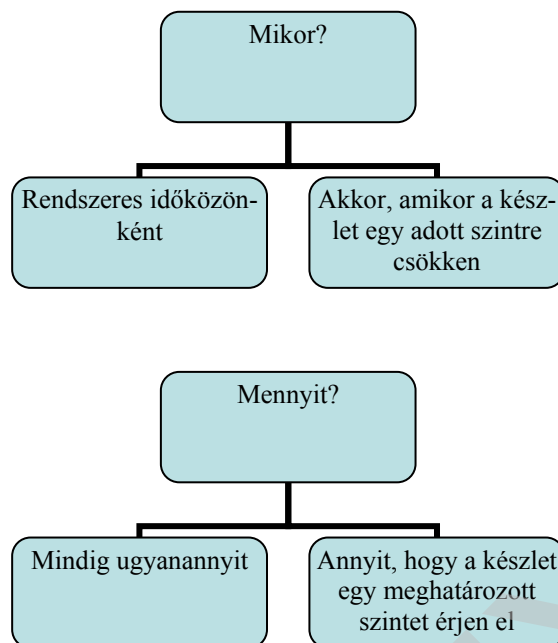 Mikor?
Rendszeres időközön-
ként
Akkor, amikor a kész-
let egy adott szintre
csökken
Mennyit?
Mindig ugyanannyit
Annyit, hogy a készlet
egy meghatározott
szintet érjen el